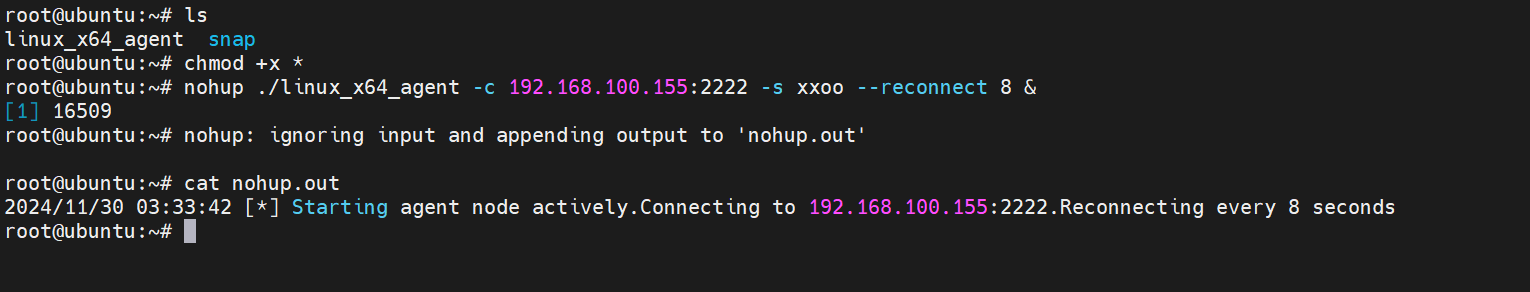 root@ubuntu:~# ls
linux_x64_agent  snap
root@ubuntu:~# chmod +x *
root@ubuntu:~# nohup ./linux_x64_agent -c 192.168.100.155:2222 -s xxoo --reconnect 8 &
[1] 16509
root@ubuntu:~# nohup: ignoring input and appending output to 'nohup.out'
root@ubuntu:~# cat nohup.out
2024/11/30 03:33:42 [*] Starting agent node actively.Connecting to 192.168.100.155:2222.Reconnecting every 8 seconds
root@ubuntu:~#